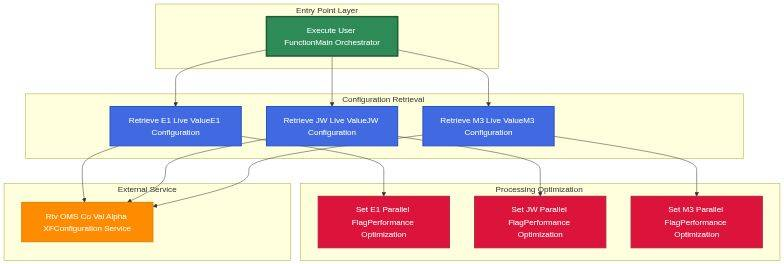 Entry Point Layer
Execute User
FunctionMain Orchestrator
Configuration Retrieval
Retrieve E1 Live ValueE1
Configuration
Retrieve JW Live ValueJW
Configuration
Retrieve M3 Live ValueM3
Configuration
External Service
Rtv OMS Co Val Alpha
XFConfiguration Service
Processing Optimization
Set E1 Parallel
FlagPerformance
Optimization
Set JW Parallel
FlagPerformance
Optimization
Set M3 Parallel
FlagPerformance
Optimization